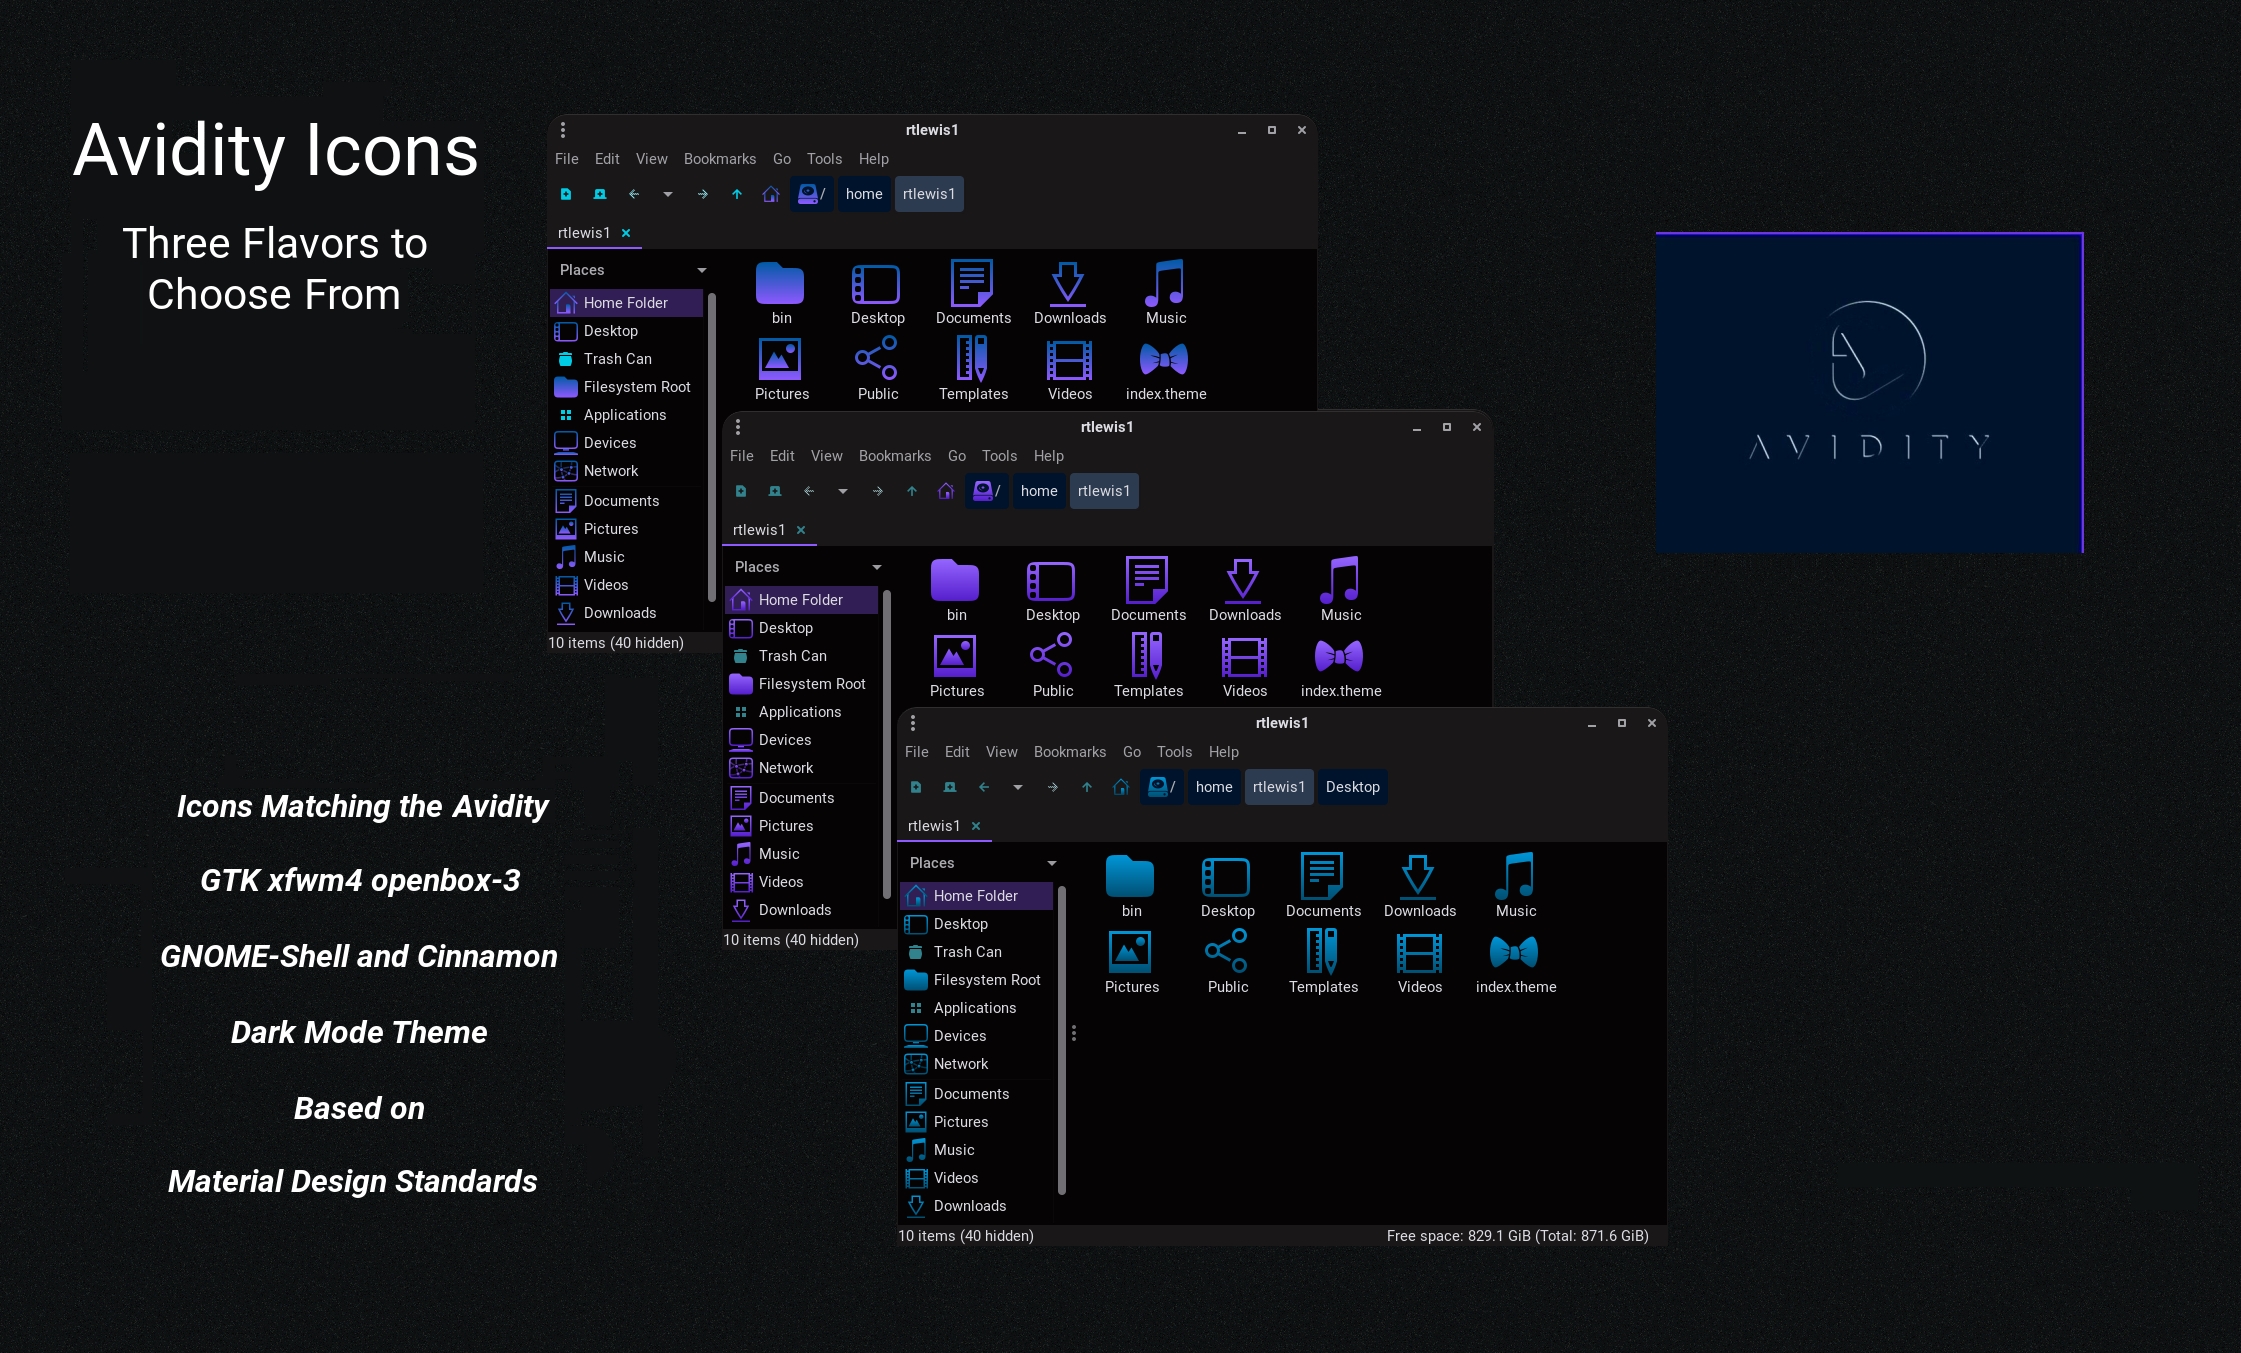 Avidity Icons
Three Flavors to
Choose From
Icons Matching the Avidity
GTK xfwm4 openbox-3
GNOME-Shell and Cinnamon
Dark Mode Theme
Based on
Material Design Standards
rtlewis1
File Edit View Bookmarks Go Tools Help
/ home rtlewis1
rtlewis1
Places
Home Folder
Desktop
Trash Can
Filesystem Root
Applications
Devices
Network
Documents
Pictures
Music
Videos
Downloads
bin Desktop Documents Downloads Music
Pictures Public Templates Videos index.theme
10 items (40 hidden)
rtlewis1
File Edit View Bookmarks Go Tools Help
/ home rtlewis1
rtlewis1
Places
Home Folder
Desktop
Trash Can
Filesystem Root
Applications
Devices
Network
Documents
Pictures
Music
Videos
Downloads
bin Desktop Documents Downloads Music
Pictures Public Templates Videos index.theme
10 items (40 hidden)
rtlewis1
File Edit View Bookmarks Go Tools Help
/ home rtlewis1 Desktop
rtlewis1
Places
Home Folder
Desktop
Trash Can
Filesystem Root
Applications
Devices
Network
Documents
Pictures
Music
Videos
Downloads
bin Desktop Documents Downloads Music
Pictures Public Templates Videos index.theme
10 items (40 hidden) Free space: 829.1 GiB (Total: 871.6 GiB)
AVIDITY